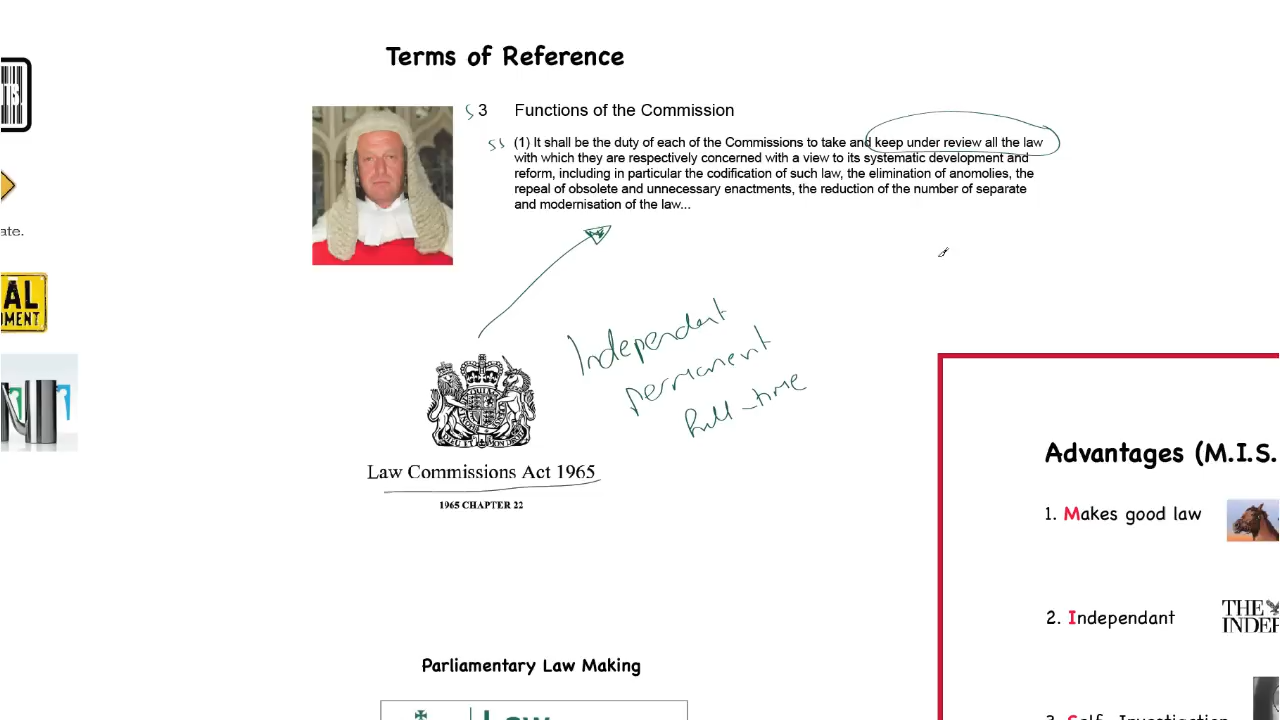 Terms of Reference
S 3 Functions of the Commission
SS (1) It shall be the duty of each of the Commissions to take and keep under review all the law
with which they are respectively concerned with a view to its systematic development and
reform, including in particular the codification of such law, the elimination of anomolies, the
repeal of obsolete and unnecessary enactments, the reduction of the number of separate
and modernisation of the law...
ate.
AL
OMENT
Independent
permanent
full-time
Law Commissions Act 1965
1965 CHAPTER 22
Advantages (M.I.S.
1. Makes good law
2. Independant
THE
INDEP
3. Self-Investigation
Parliamentary Law Making
Law